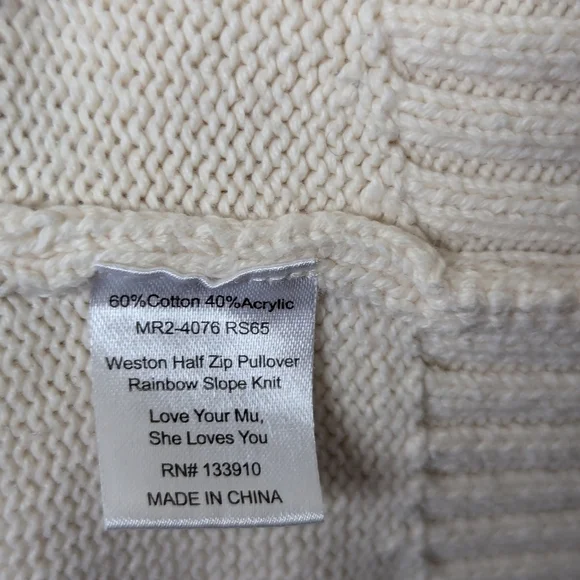 60%Cotton 40%Acrylic
MR2-4076 RS65
Weston Half Zip Pullover
Rainbow Slope Knit
Love Your Mu,
She Loves You
RN# 133910
MADE IN CHINA